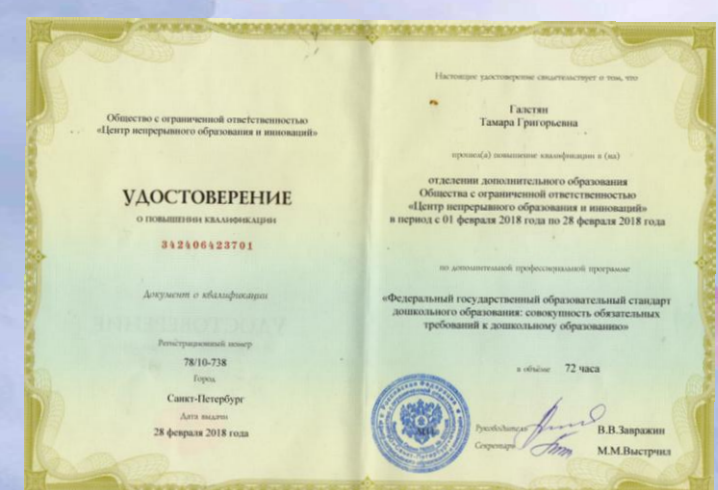 Общество с ограниченной ответственностью
«Центр непрерывного образования и инноваций»
УДОСТОВЕРЕНИЕ
О ПОВЫШЕНИИ КВАЛИФИКАЦИИ
342406423701
Документ о квалификации
Регистрационный номер
78/10-738
Город
Санкт-Петербург
Дата выдачи
28 февраля 2018 года
Настоящее удостоверение свидетельствует о том, что
Галстян
Тамара Григорьевна
прошел(а) повышение квалификации в (на)
отделении дополнительного образования
Общества с ограниченной ответственностью
«Центр непрерывного образования и инноваций»
в период с 01 февраля 2018 года по 28 февраля 2018 года
по дополнительной профессиональной программе
«Федеральный государственный образовательный стандарт
дошкольного образования: совокупность обязательных
требований к дошкольному образованию»
в объёме 72 часа
Руководитель В.В.Завражин
Секретарь М.М.Выстрчил